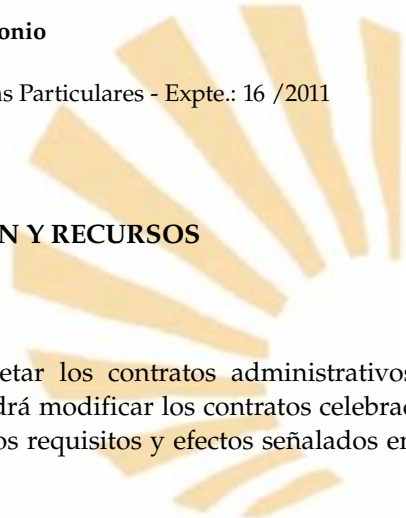 onio
as Particulares - Expte.: 16 /2011
N Y RECURSOS
etar los contratos administrativos
drá modificar los contratos celebrad
os requisitos y efectos señalados en